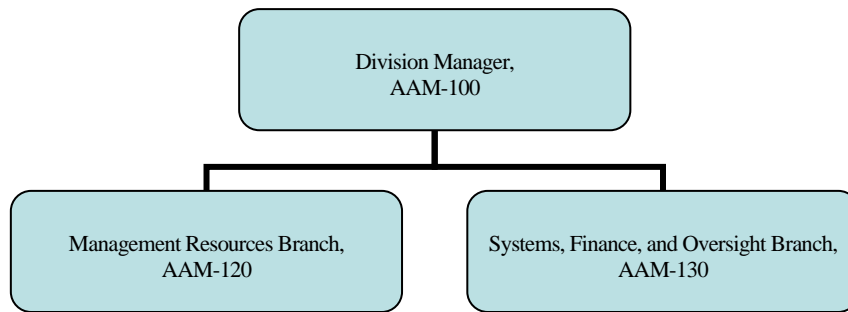 Division Manager,
AAM-100
Management Resources Branch,
AAM-120
Systems, Finance, and Oversight Branch,
AAM-130